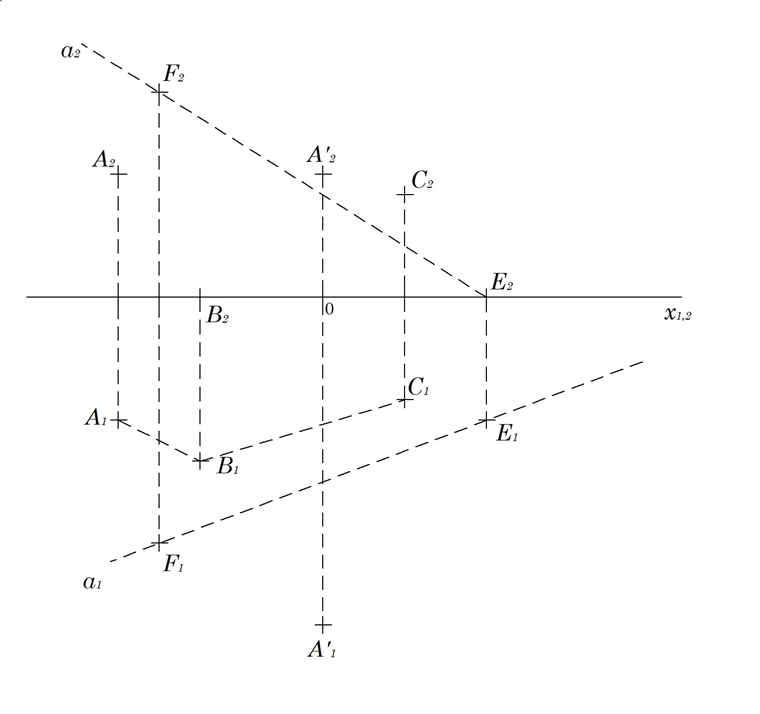 a₂
F₂
A₂
A'₂
C₂
E₂
B₂
0
x₁,₂
A₁
C₁
B₁
E₁
F₁
a₁
A'₁